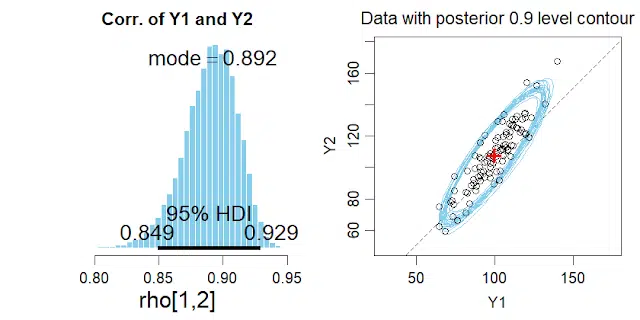 Corr. of Y1 and Y2
mode = 0.892
95% HDI
0.849 0.929
0.80 0.85 0.90 0.95
rho[1,2]
Data with posterior 0.9 level contour
Y2
160
120
80
60
50 100 150
Y1